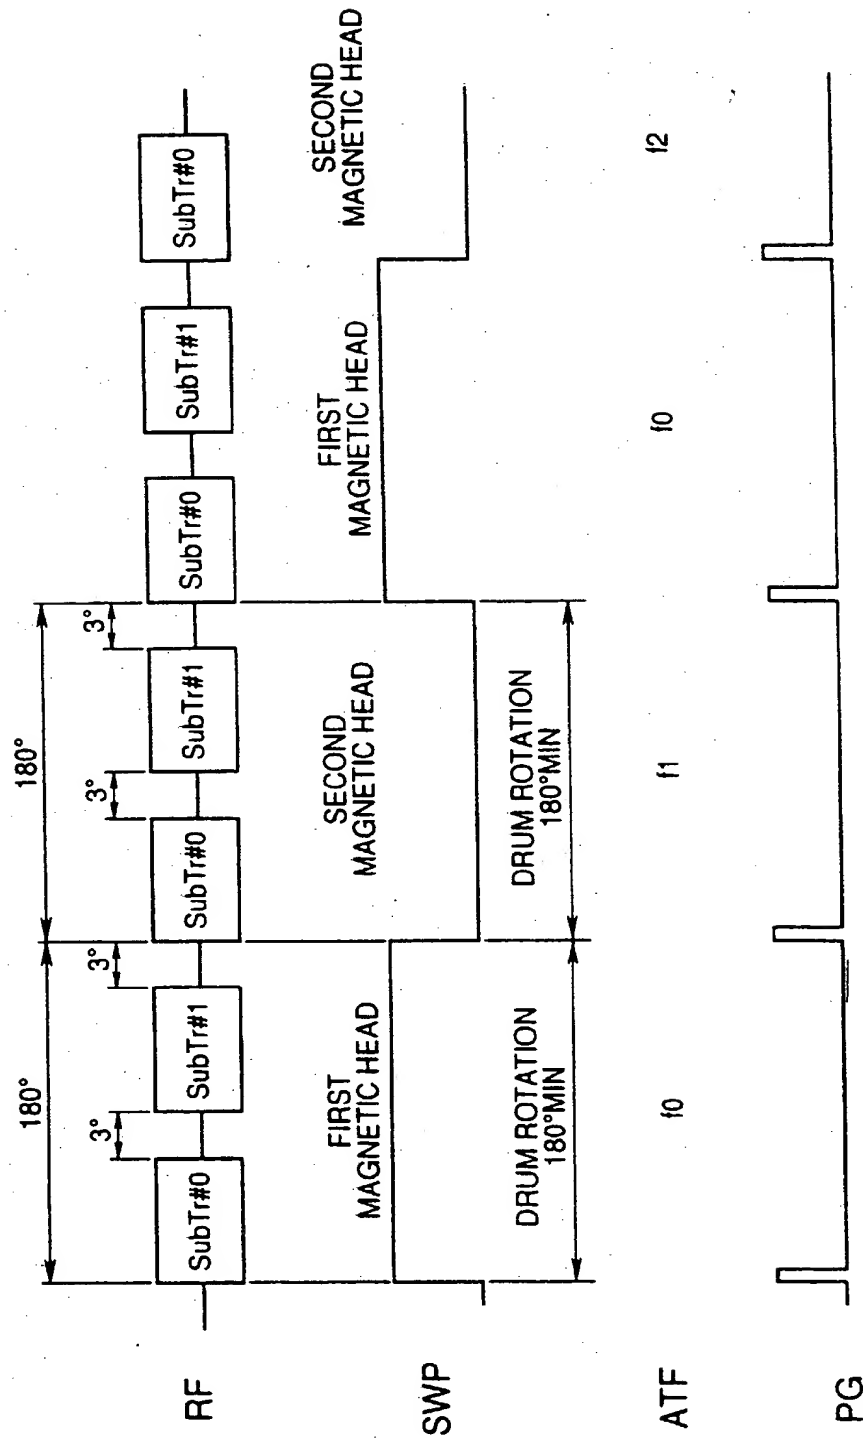 180°
180°
3°
3°
3°
3°
RF
SubTr#0
SubTr#1
SubTr#0
SubTr#1
SubTr#0
SubTr#1
SubTr#0
SWP
FIRST
MAGNETIC HEAD
SECOND
MAGNETIC HEAD
FIRST
MAGNETIC HEAD
SECOND
MAGNETIC HEAD
DRUM ROTATION
180°MIN
DRUM ROTATION
180°MIN
ATF
f0
f1
f0
f2
PG